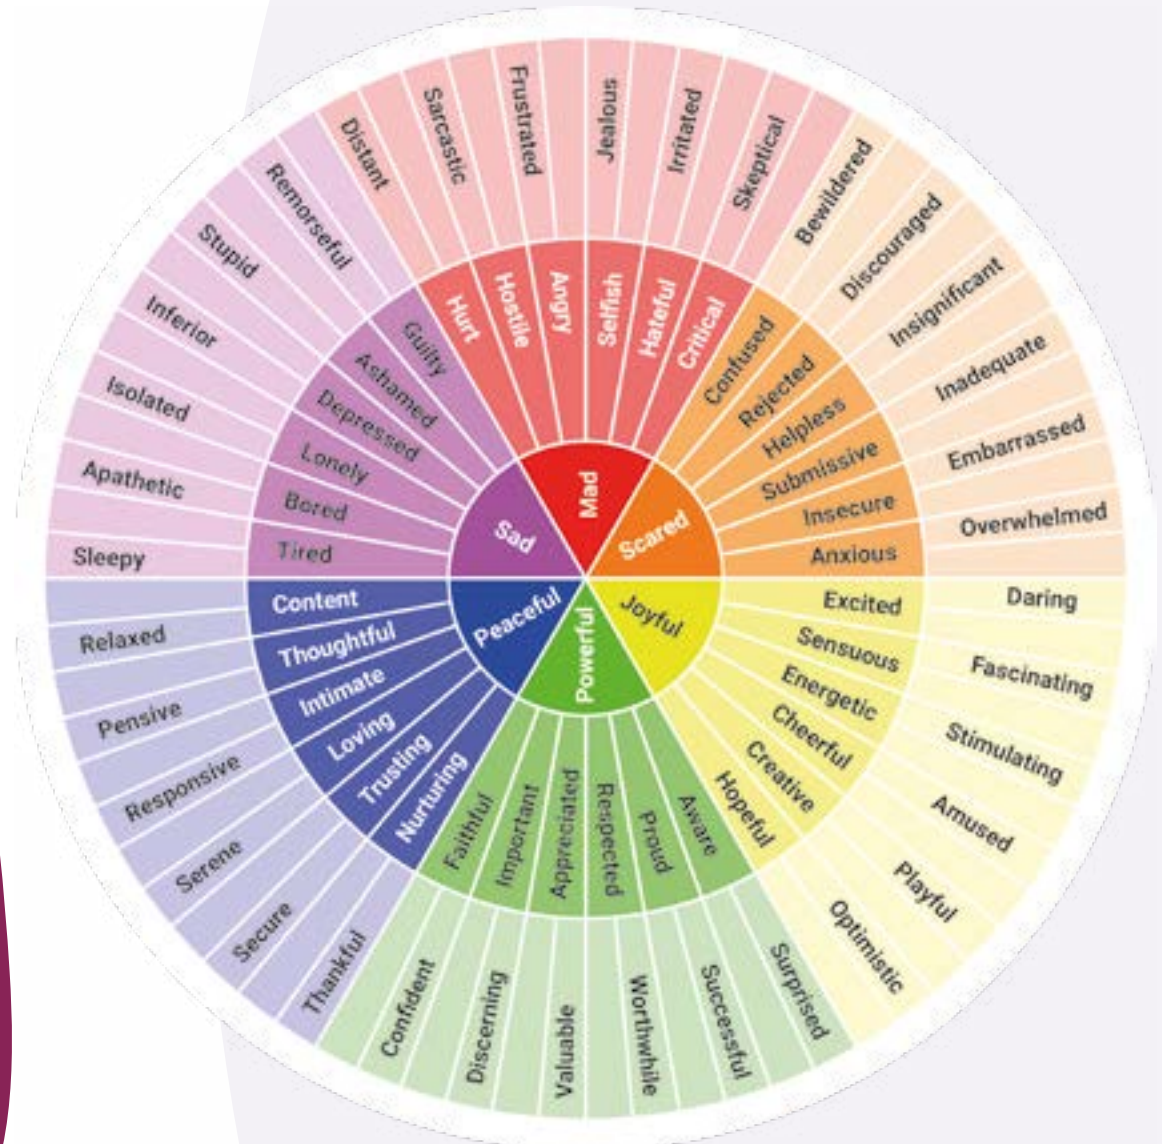 Mad
Scared
Joyful
Powerful
Peaceful
Sad
Hurt
Hostile
Angry
Selfish
Hateful
Critical
Confused
Rejected
Helpless
Submissive
Insecure
Anxious
Excited
Sensuous
Energetic
Cheerful
Creative
Hopeful
Aware
Proud
Respected
Appreciated
Important
Faithful
Nurturing
Trusting
Loving
Intimate
Thoughtful
Content
Tired
Bored
Lonely
Depressed
Ashamed
Guilty
Distant
Sarcastic
Frustrated
Jealous
Irritated
Skeptical
Bewildered
Discouraged
Insignificant
Inadequate
Embarrassed
Overwhelmed
Daring
Fascinating
Stimulating
Amused
Playful
Optimistic
Surprised
Successful
Worthwhile
Valuable
Discerning
Confident
Thankful
Secure
Serene
Responsive
Pensive
Relaxed
Sleepy
Apathetic
Isolated
Inferior
Stupid
Remorseful